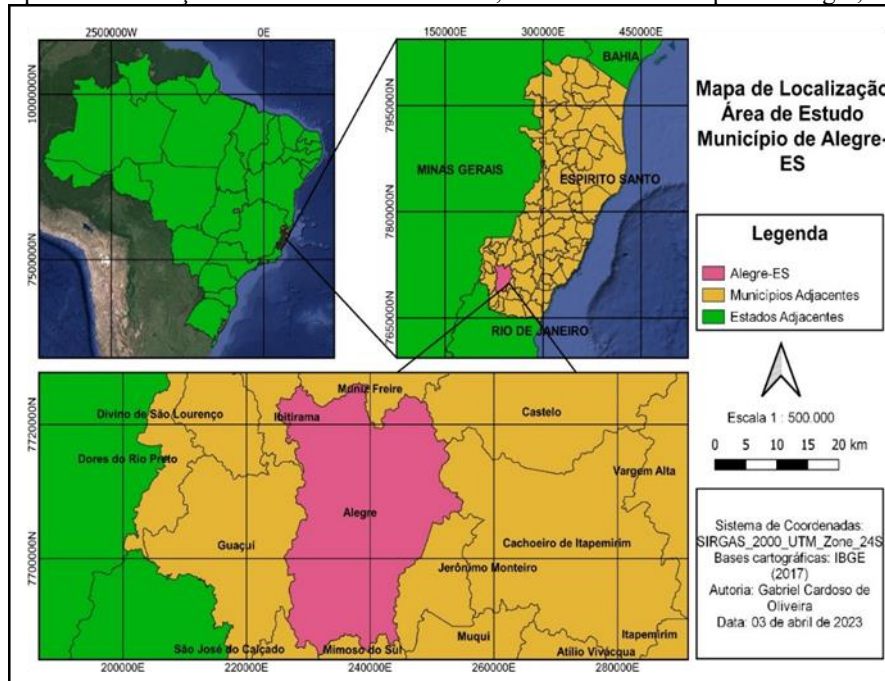 2500000W
0E
10000000N
7500000N
150000E
300000E
450000E
7950000N
7800000N
7650000N
BAHIA
MINAS GERAIS
ESPIRITO SANTO
RIO DE JANEIRO
Mapa de Localização
Área de Estudo
Município de Alegre-
ES
Legenda
Alegre-ES
Municípios Adjacentes
Estados Adjacentes
Escala 1 : 500.000
0 5 10 15 20 km
7720000N
7700000N
Muniz Freire
Divino de São Lourenço
Ibitirama
Castelo
Dores do Rio Preto
Vargem Alta
Alegre
Guaçuí
Cachoeiro de Itapemirim
Jerônimo Monteiro
Muqui
Itapemirim
São José do Calçado
Mimoso do Sul
Atílio Vivácqua
200000E
220000E
240000E
260000E
280000E
Sistema de Coordenadas:
SIRGAS_2000_UTM_Zone_24S
Bases cartográficas: IBGE
(2017)
Autoria: Gabriel Cardoso de
Oliveira
Data: 03 de abril de 2023